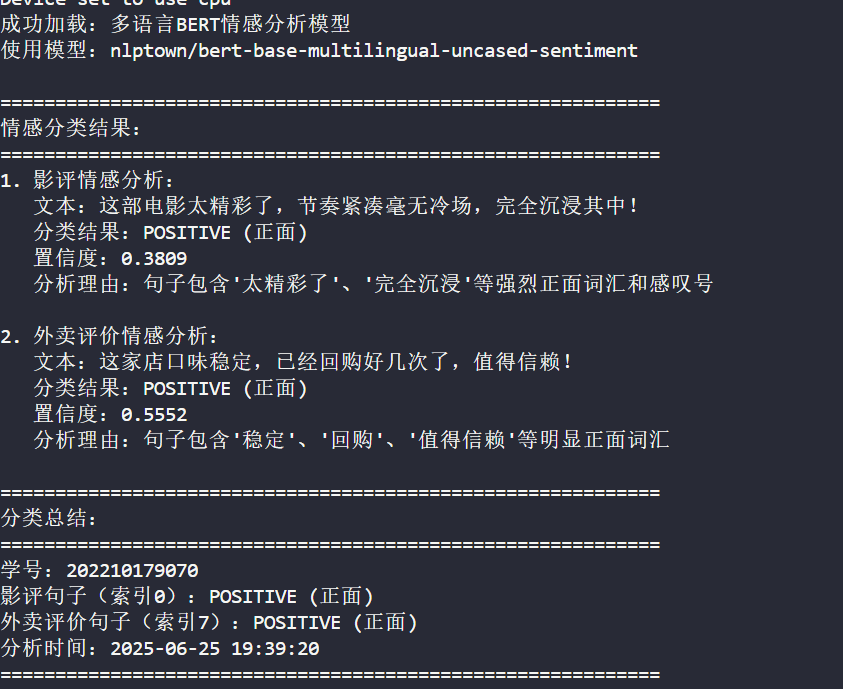 Device set to use cpu
成功加载：多语言BERT情感分析模型
使用模型：nlptown/bert-base-multilingual-uncased-sentiment
============================================================
情感分类结果：
============================================================
1. 影评情感分析：
文本：这部电影太精彩了，节奏紧凑毫无冷场，完全沉浸其中！
分类结果：POSITIVE (正面)
置信度：0.3809
分析理由：句子包含'太精彩了'、'完全沉浸'等强烈正面词汇和感叹号
2. 外卖评价情感分析：
文本：这家店口味稳定，已经回购好几次了，值得信赖！
分类结果：POSITIVE (正面)
置信度：0.5552
分析理由：句子包含'稳定'、'回购'、'值得信赖'等明显正面词汇
============================================================
分类总结：
============================================================
学号：202210179070
影评句子（索引0）：POSITIVE (正面)
外卖评价句子（索引7）：POSITIVE (正面)
分析时间：2025-06-25 19:39:20
============================================================